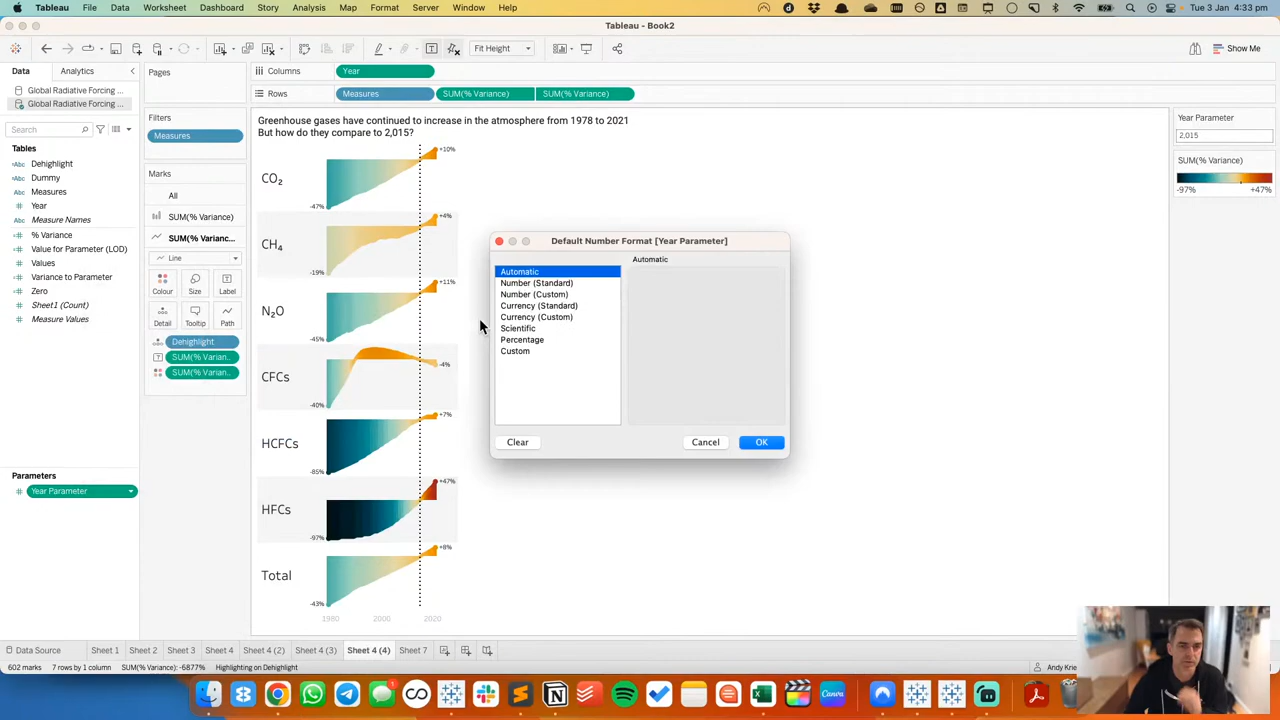 Tableau File Data Worksheet Dashboard Story Analysis Map Format Server Window Help Tue 3 Jan 4:33 pm
Tableau - Book2
Fit Height Show Me
Data Analytics
Global Radiative Forcing ...
Global Radiative Forcing ...
Search
Tables
Abc Dehighlight
Abc Dummy
Abc Measures
# Year
Abc Measure Names
# % Variance
# Value for Parameter (LOD)
# Values
# Variance to Parameter
# Zero
# Sheet1 (Count)
# Measure Values
Parameters
# Year Parameter
Pages
Filters
Measures
Marks
All
SUM(% Variance)
SUM(% Varianc...
Line
Colour Size Label
Detail Tooltip Path
Dehighlight
SUM(% Varian..
SUM(% Varian..
Columns Year
Rows Measures SUM(% Variance) SUM(% Variance)
Greenhouse gases have continued to increase in the atmosphere from 1978 to 2021
But how do they compare to 2,015?
CO₂ -47% +10%
CH₄ -19% +4%
N₂O -45% +11%
CFCs -40% -4%
HCFCs -85% +7%
HFCs -97% +47%
Total -43% +8%
1980 2000 2020
Default Number Format [Year Parameter]
Automatic
Number (Standard)
Number (Custom)
Currency (Standard)
Currency (Custom)
Scientific
Percentage
Custom
Automatic
Clear Cancel OK
Year Parameter
2,015
SUM(% Variance)
-97% +47%
Data Source Sheet 1 Sheet 2 Sheet 3 Sheet 4 Sheet 4 (2) Sheet 4 (3) Sheet 4 (4) Sheet 7
602 marks 7 rows by 1 column SUM(% Variance): -6877% Highlighting on Dehighlight Andy Krie
Canva